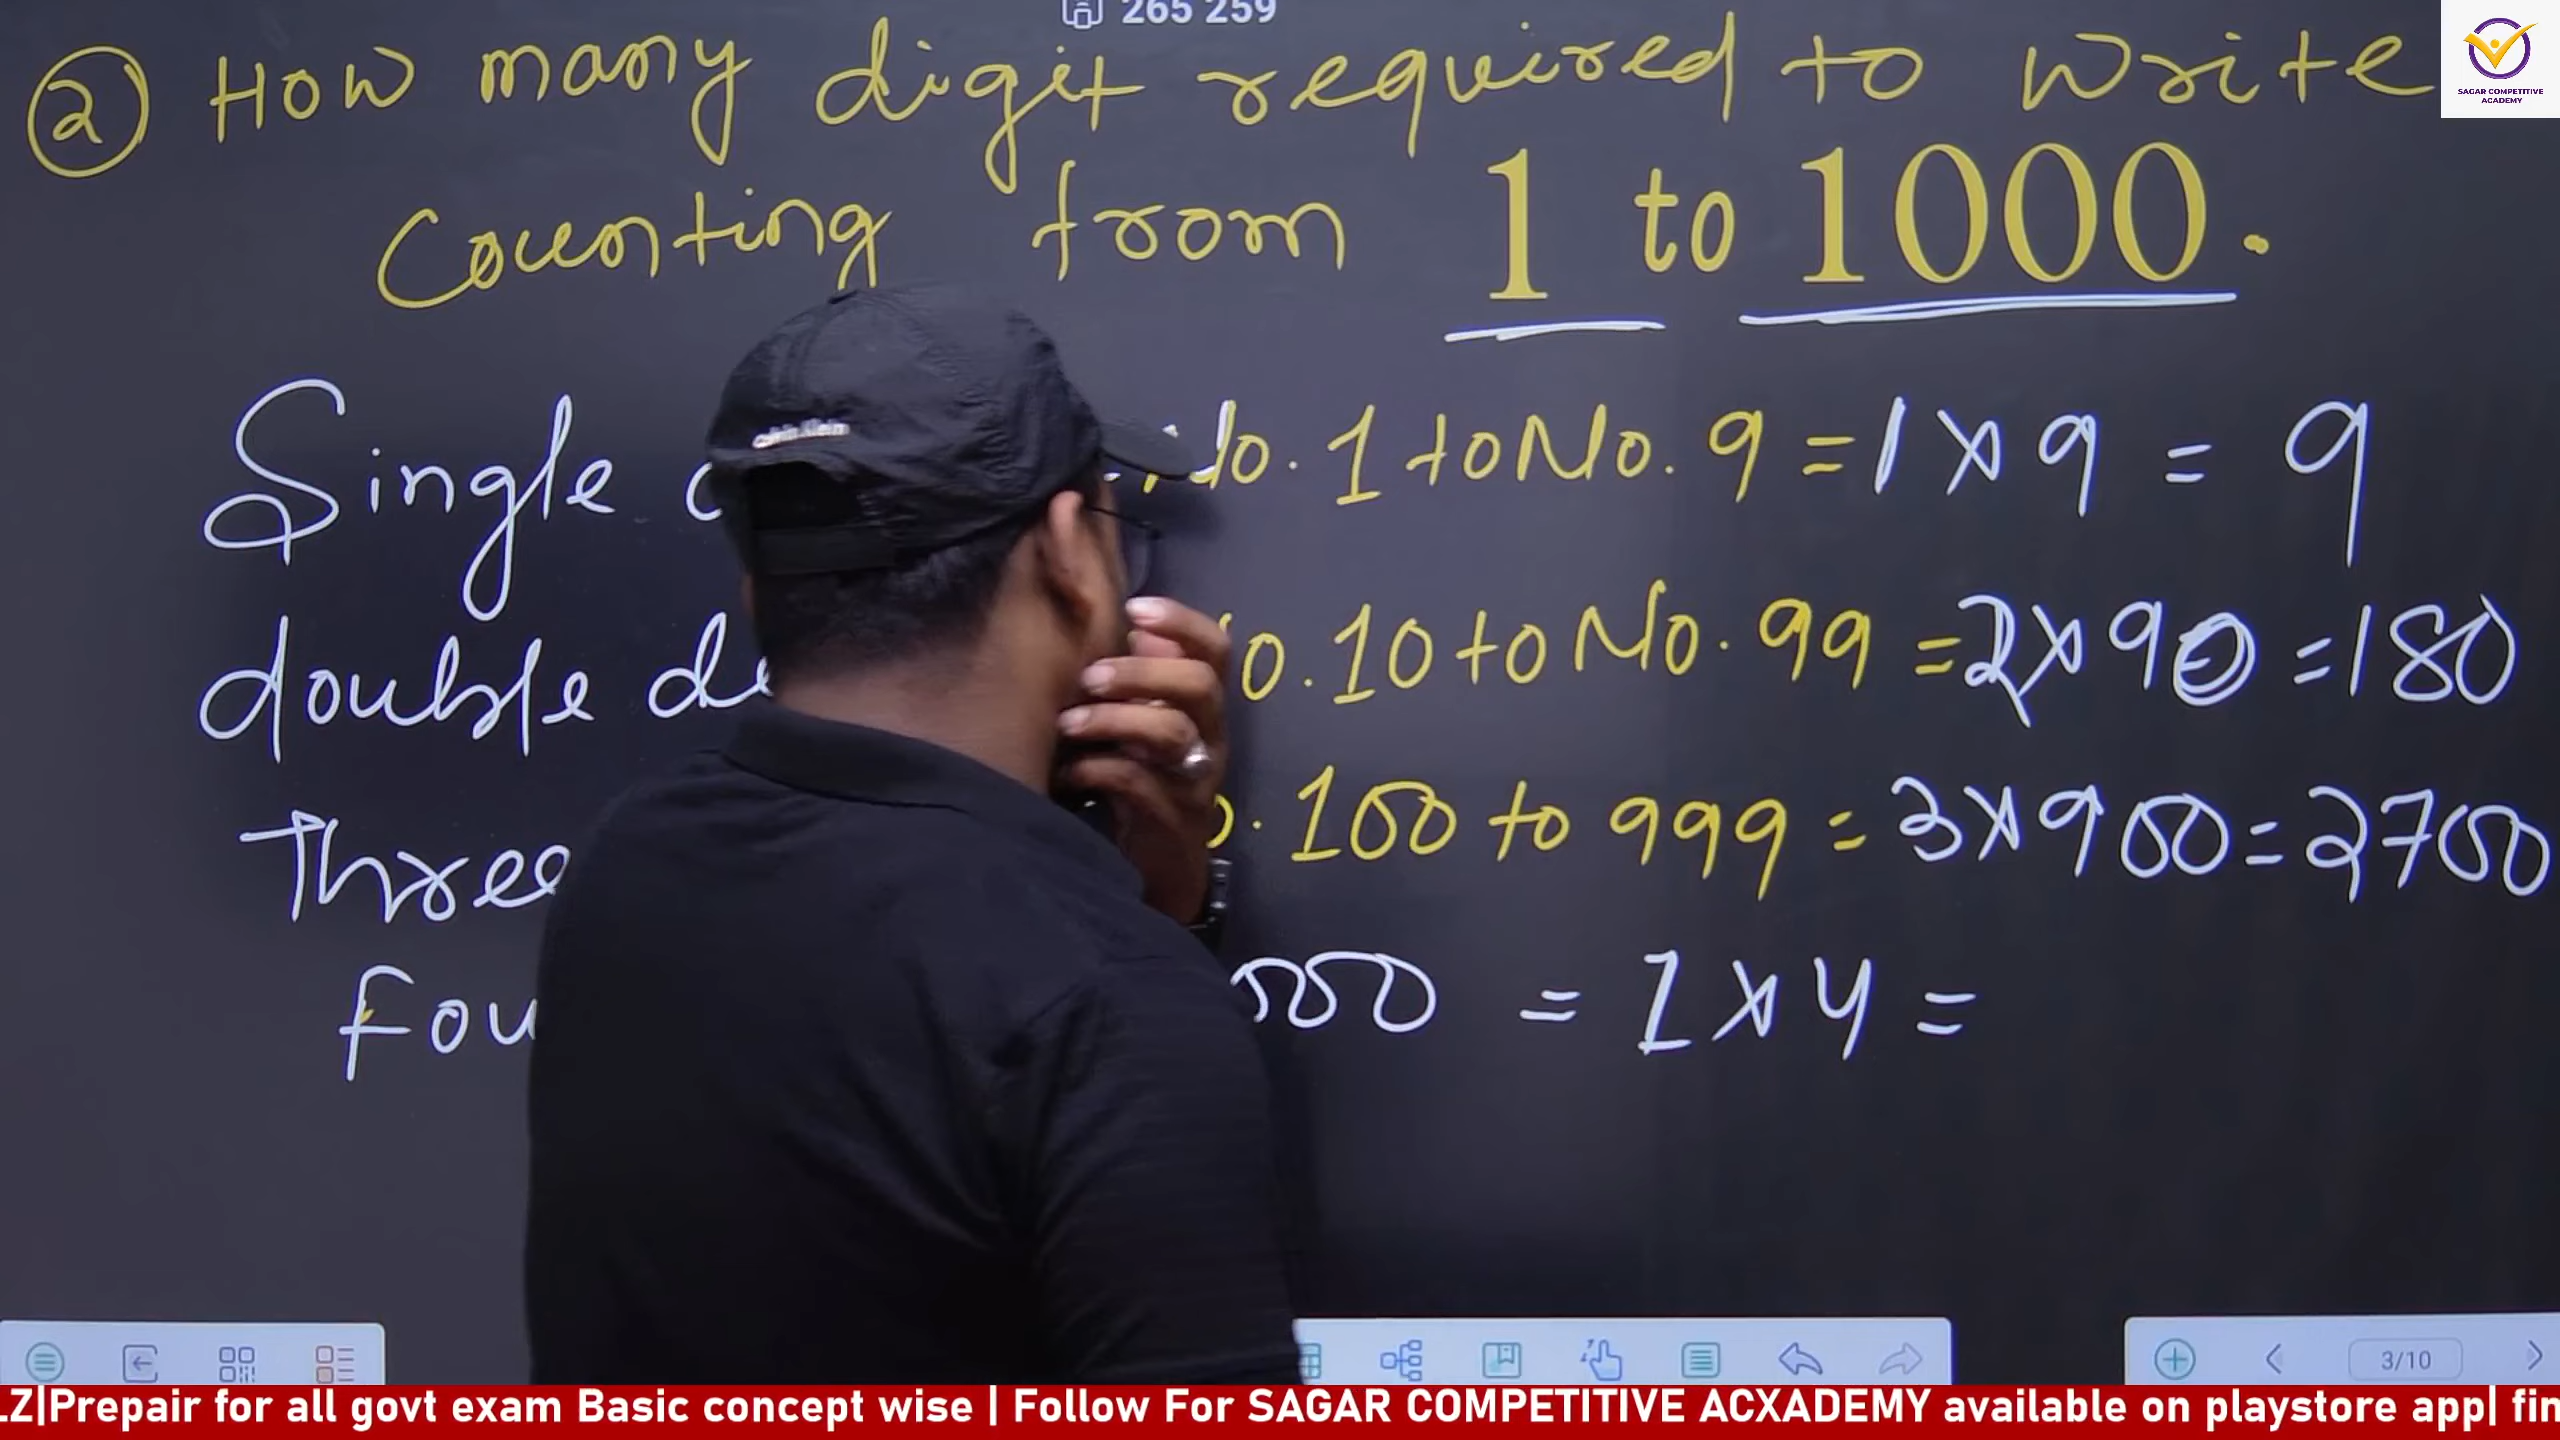 265 259
SAGAR COMPETITIVE
ACADEMY
② How many digit required to write
Counting from 1 to 1000.
Single No. 1 to No. 9 = 1 × 9 = 9
double 0. 10 to No. 99 = 2 × 90 = 180
Three . 100 to 999 = 3 × 900 = 2700
Fou 000 = 1 × 4 =
3/10
LZ|Prepair for all govt exam Basic concept wise | Follow For SAGAR COMPETITIVE ACXADEMY available on playstore app| fin